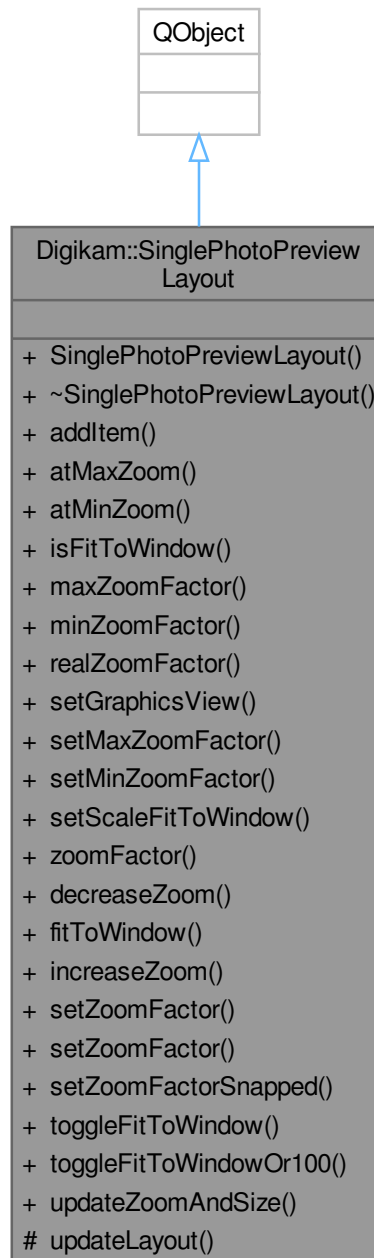 QObject
Digikam::SinglePhotoPreview
Layout
+ SinglePhotoPreviewLayout()
+ ~SinglePhotoPreviewLayout()
+ addItem()
+ atMaxZoom()
+ atMinZoom()
+ isFitToWindow()
+ maxZoomFactor()
+ minZoomFactor()
+ realZoomFactor()
+ setGraphicsView()
+ setMaxZoomFactor()
+ setMinZoomFactor()
+ setScaleFitToWindow()
+ zoomFactor()
+ decreaseZoom()
+ fitToWindow()
+ increaseZoom()
+ setZoomFactor()
+ setZoomFactor()
+ setZoomFactorSnapped()
+ toggleFitToWindow()
+ toggleFitToWindowOr100()
+ updateZoomAndSize()
# updateLayout()